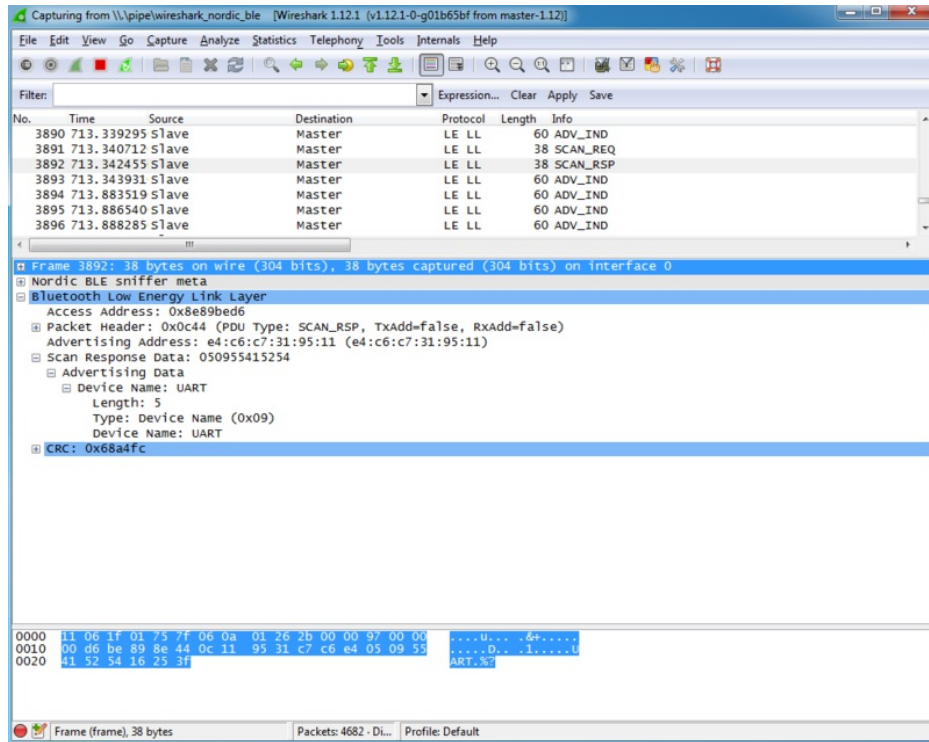 Capturing from \\.\pipe\wireshark_nordic_ble [Wireshark 1.12.1 (v1.12.1-0-g01b65bf from master-1.12)]
File Edit View Go Capture Analyze Statistics Telephony Tools Internals Help
Filter: Expression... Clear Apply Save
No. Time Source Destination Protocol Length Info
3890 713.339295 Slave Master LE LL 60 ADV_IND
3891 713.340712 Slave Master LE LL 38 SCAN_REQ
3892 713.342455 Slave Master LE LL 38 SCAN_RSP
3893 713.343931 Slave Master LE LL 60 ADV_IND
3894 713.883519 Slave Master LE LL 60 ADV_IND
3895 713.886540 Slave Master LE LL 60 ADV_IND
3896 713.888285 Slave Master LE LL 60 ADV_IND
Frame 3892: 38 bytes on wire (304 bits), 38 bytes captured (304 bits) on interface 0
Nordic BLE sniffer meta
Bluetooth Low Energy Link Layer
Access Address: 0x8e89bed6
Packet Header: 0x0c44 (PDU Type: SCAN_RSP, TxAdd=false, RxAdd=false)
Advertising Address: e4:c6:c7:31:95:11 (e4:c6:c7:31:95:11)
Scan Response Data: 050955415254
Advertising Data
Device Name: UART
Length: 5
Type: Device Name (0x09)
Device Name: UART
CRC: 0x68a4fc
0000 11 06 1f 01 75 7f 06 0a 01 26 2b 00 00 97 00 00 ....u... .&+.....
0010 00 d6 be 89 8e 44 0c 11 95 31 c7 c6 e4 05 09 55 .....D.. .1.....U
0020 41 52 54 16 25 3f ART.%?
Frame (frame), 38 bytes Packets: 4682 · Di... Profile: Default